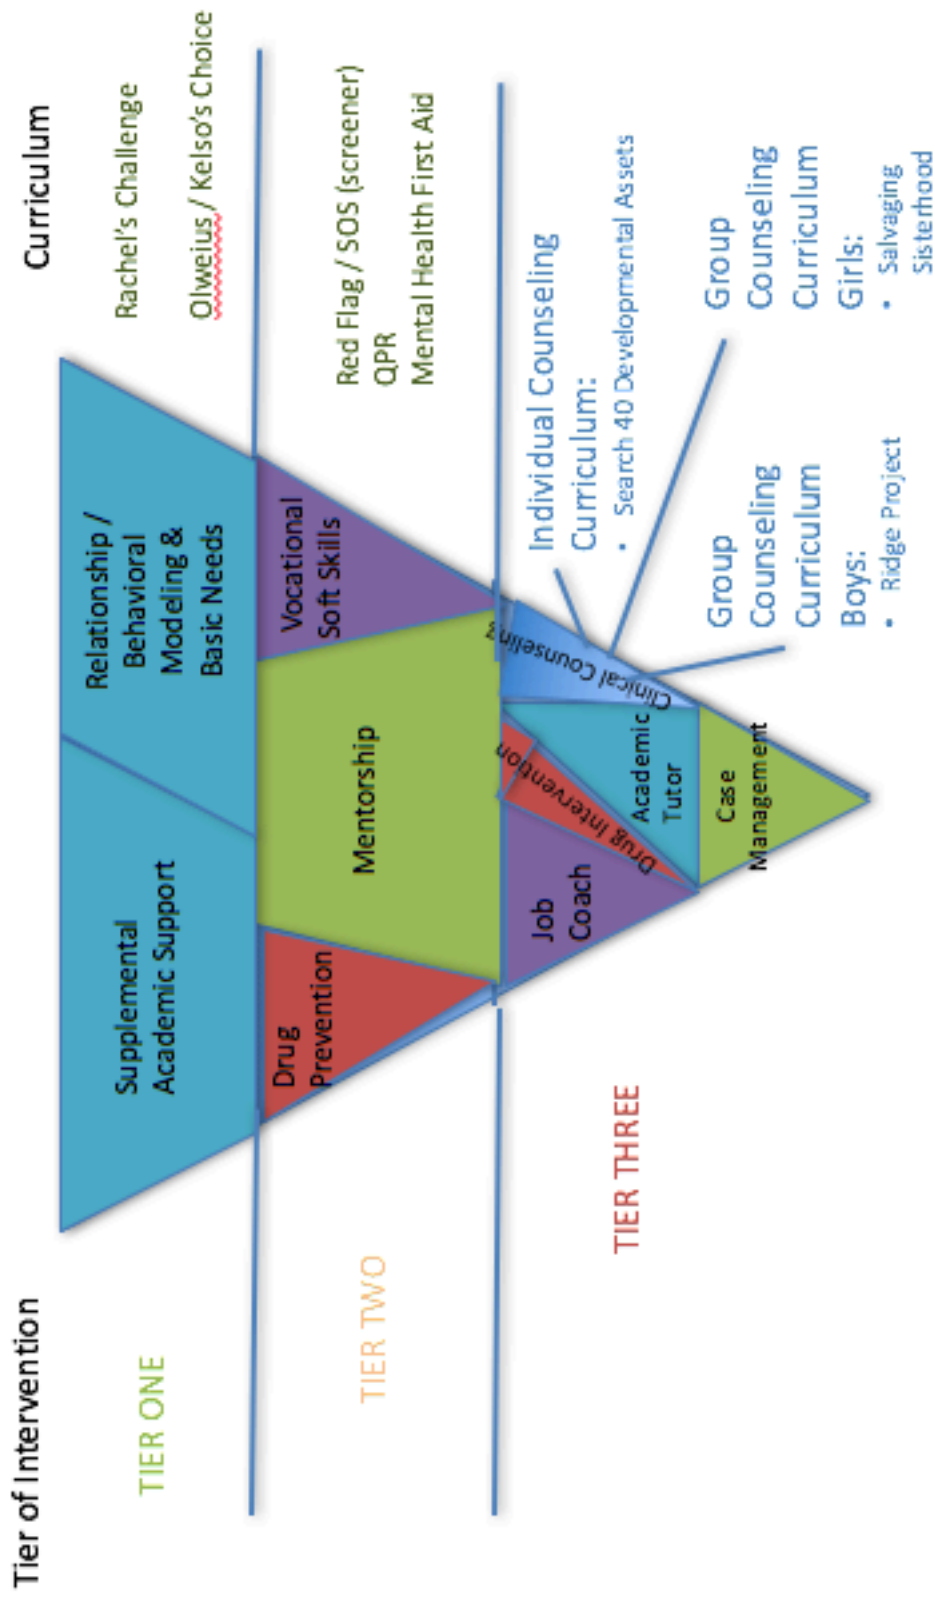 Tier of Intervention
Curriculum
TIER ONE
Supplemental
Academic Support
Relationship /
Behavioral
Modeling &
Basic Needs
Rachel's Challenge
Olweius / Kelso's Choice
TIER TWO
Drug
Prevention
Mentorship
Vocational
Soft Skills
Red Flag / SOS (screener)
QPR
Mental Health First Aid
TIER THREE
Job
Coach
Drug Intervention
Academic
Tutor
Clinical Counseling
Case
Management
Individual Counseling
Curriculum:
• Search 40 Developmental Assets
Group
Counseling
Curriculum
Boys:
• Ridge Project
Group
Counseling
Curriculum
Girls:
• Salvaging
Sisterhood